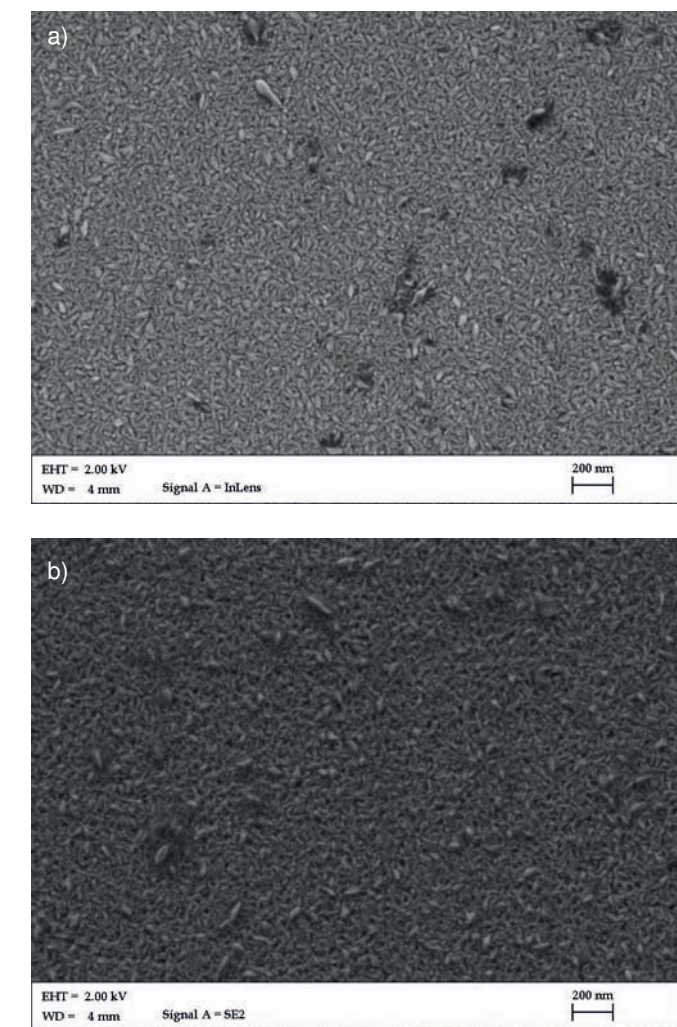 a)
EHT = 2.00 kV
200 nm
WD = 4 mm Signal A = InLens
b)
EHT = 2.00 kV
200 nm
WD = 4 mm Signal A = SE2